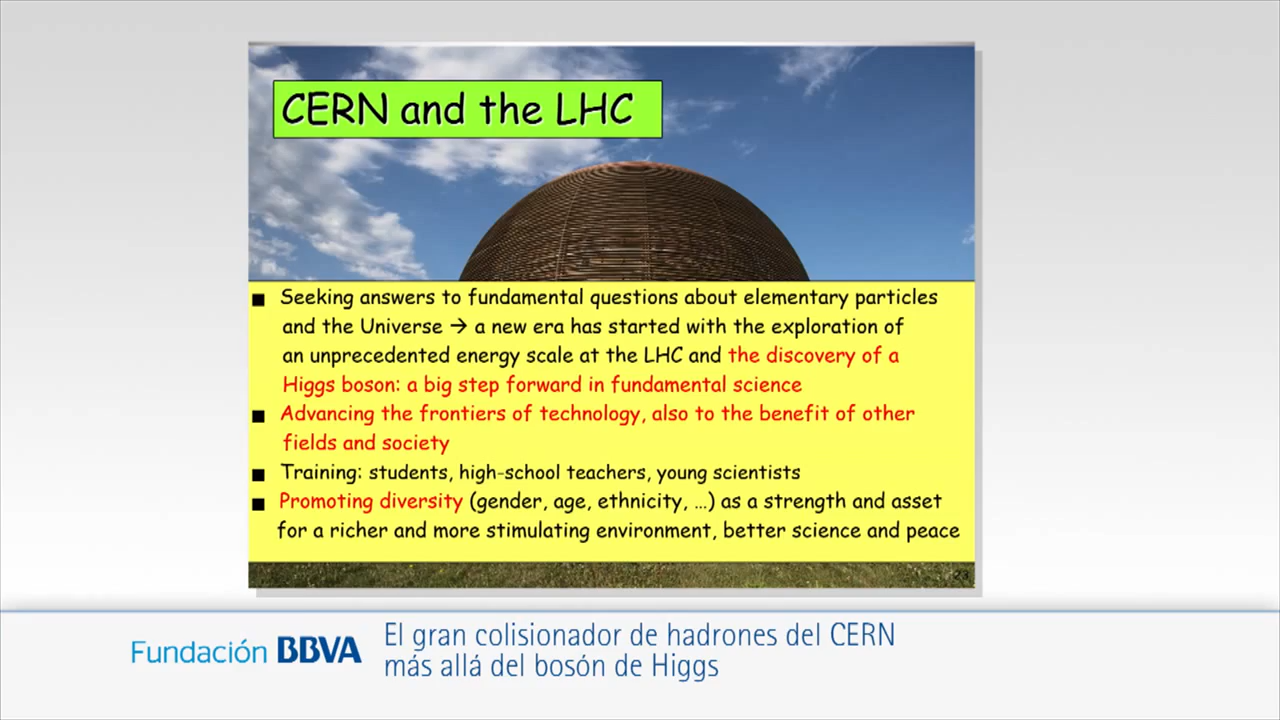 CERN and the LHC
■ Seeking answers to fundamental questions about elementary particles
and the Universe → a new era has started with the exploration of
an unprecedented energy scale at the LHC and the discovery of a
Higgs boson: a big step forward in fundamental science
■ Advancing the frontiers of technology, also to the benefit of other
fields and society
■ Training: students, high-school teachers, young scientists
■ Promoting diversity (gender, age, ethnicity, …) as a strength and asset
for a richer and more stimulating environment, better science and peace
23
Fundación BBVA
El gran colisionador de hadrones del CERN
más allá del bosón de Higgs